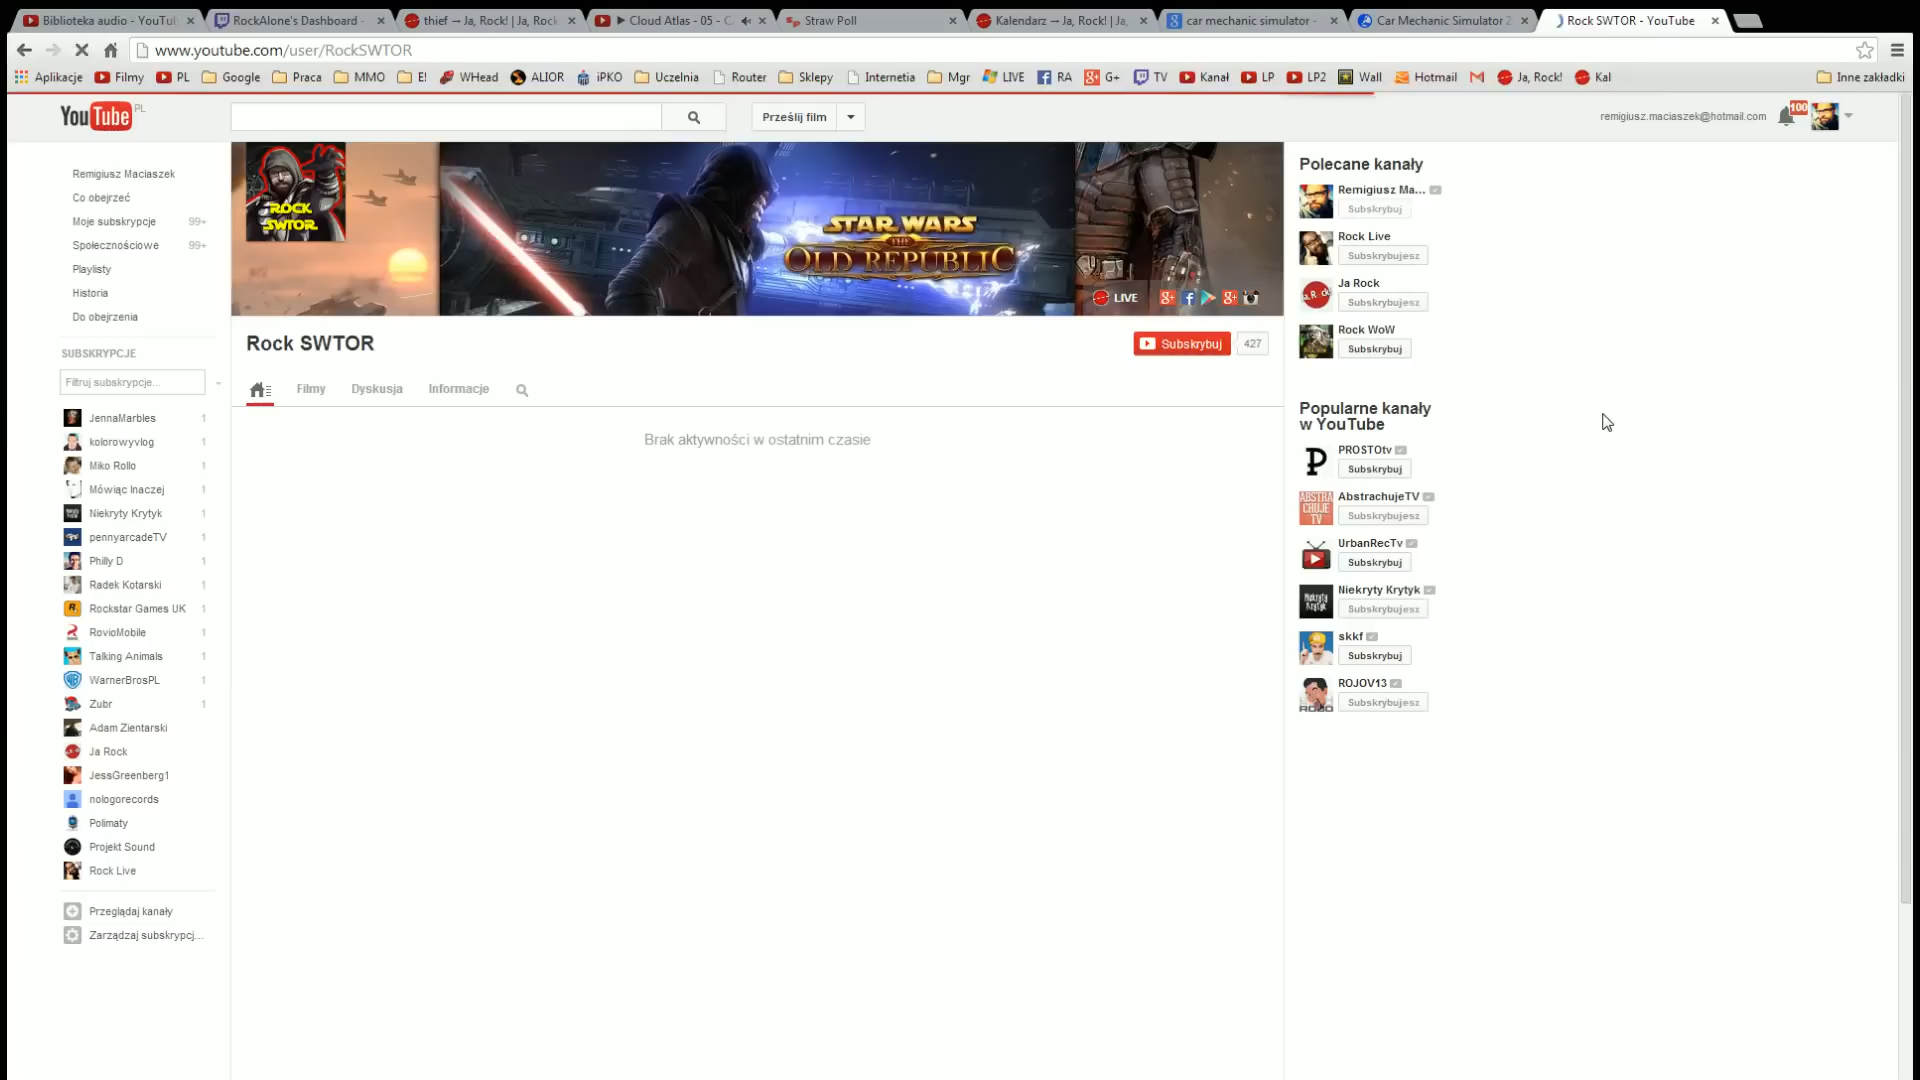 Biblioteka audio - YouTu
RockAlone's Dashboard -
thief → Ja, Rock! | Ja, Rock
▶ Cloud Atlas - 05 - C
Straw Poll
Kalendarz → Ja, Rock! | Ja,
car mechanic simulator -
Car Mechanic Simulator 2
Rock SWTOR - YouTube
www.youtube.com/user/RockSWTOR
Aplikacje
Filmy
PL
Google
Praca
MMO
E!
WHead
ALIOR
iPKO
Uczelnia
Router
Sklepy
Internetia
Mgr
LIVE
RA
G+
TV
Kanał
LP
LP2
Wall
Hotmail
Ja, Rock!
Kal
Inne zakładki
YouTube PL
Prześlij film
remigiusz.maciaszek@hotmail.com
100
Remigiusz Maciaszek
Co obejrzeć
Moje subskrypcje 99+
Społecznościowe 99+
Playlisty
Historia
Do obejrzenia
SUBSKRYPCJE
Filtruj subskrypcje...
JennaMarbles 1
kolorowyvlog 1
Miko Rollo 1
Mówiąc Inaczej 1
Niekryty Krytyk 1
pennyarcadeTV 1
Philly D 1
Radek Kotarski 1
Rockstar Games UK 1
RovioMobile 1
Talking Animals 1
WarnerBrosPL 1
Zubr 1
Adam Zientarski
Ja Rock
JessGreenberg1
nologorecords
Polimaty
Projekt Sound
Rock Live
Przeglądaj kanały
Zarządzaj subskrypcj...
ROCK
SWTOR
STAR WARS
THE
OLD REPUBLIC
LIVE
Rock SWTOR
Subskrybuj 427
Filmy
Dyskusja
Informacje
Brak aktywności w ostatnim czasie
Polecane kanały
Remigiusz Ma...
Subskrybuj
Rock Live
Subskrybujesz
Ja Rock
Subskrybujesz
Rock WoW
Subskrybuj
Popularne kanały
w YouTube
PROSTOtv
Subskrybuj
AbstrachujeTV
Subskrybujesz
UrbanRecTv
Subskrybuj
Niekryty Krytyk
Subskrybujesz
skkf
Subskrybuj
ROJOV13
Subskrybujesz